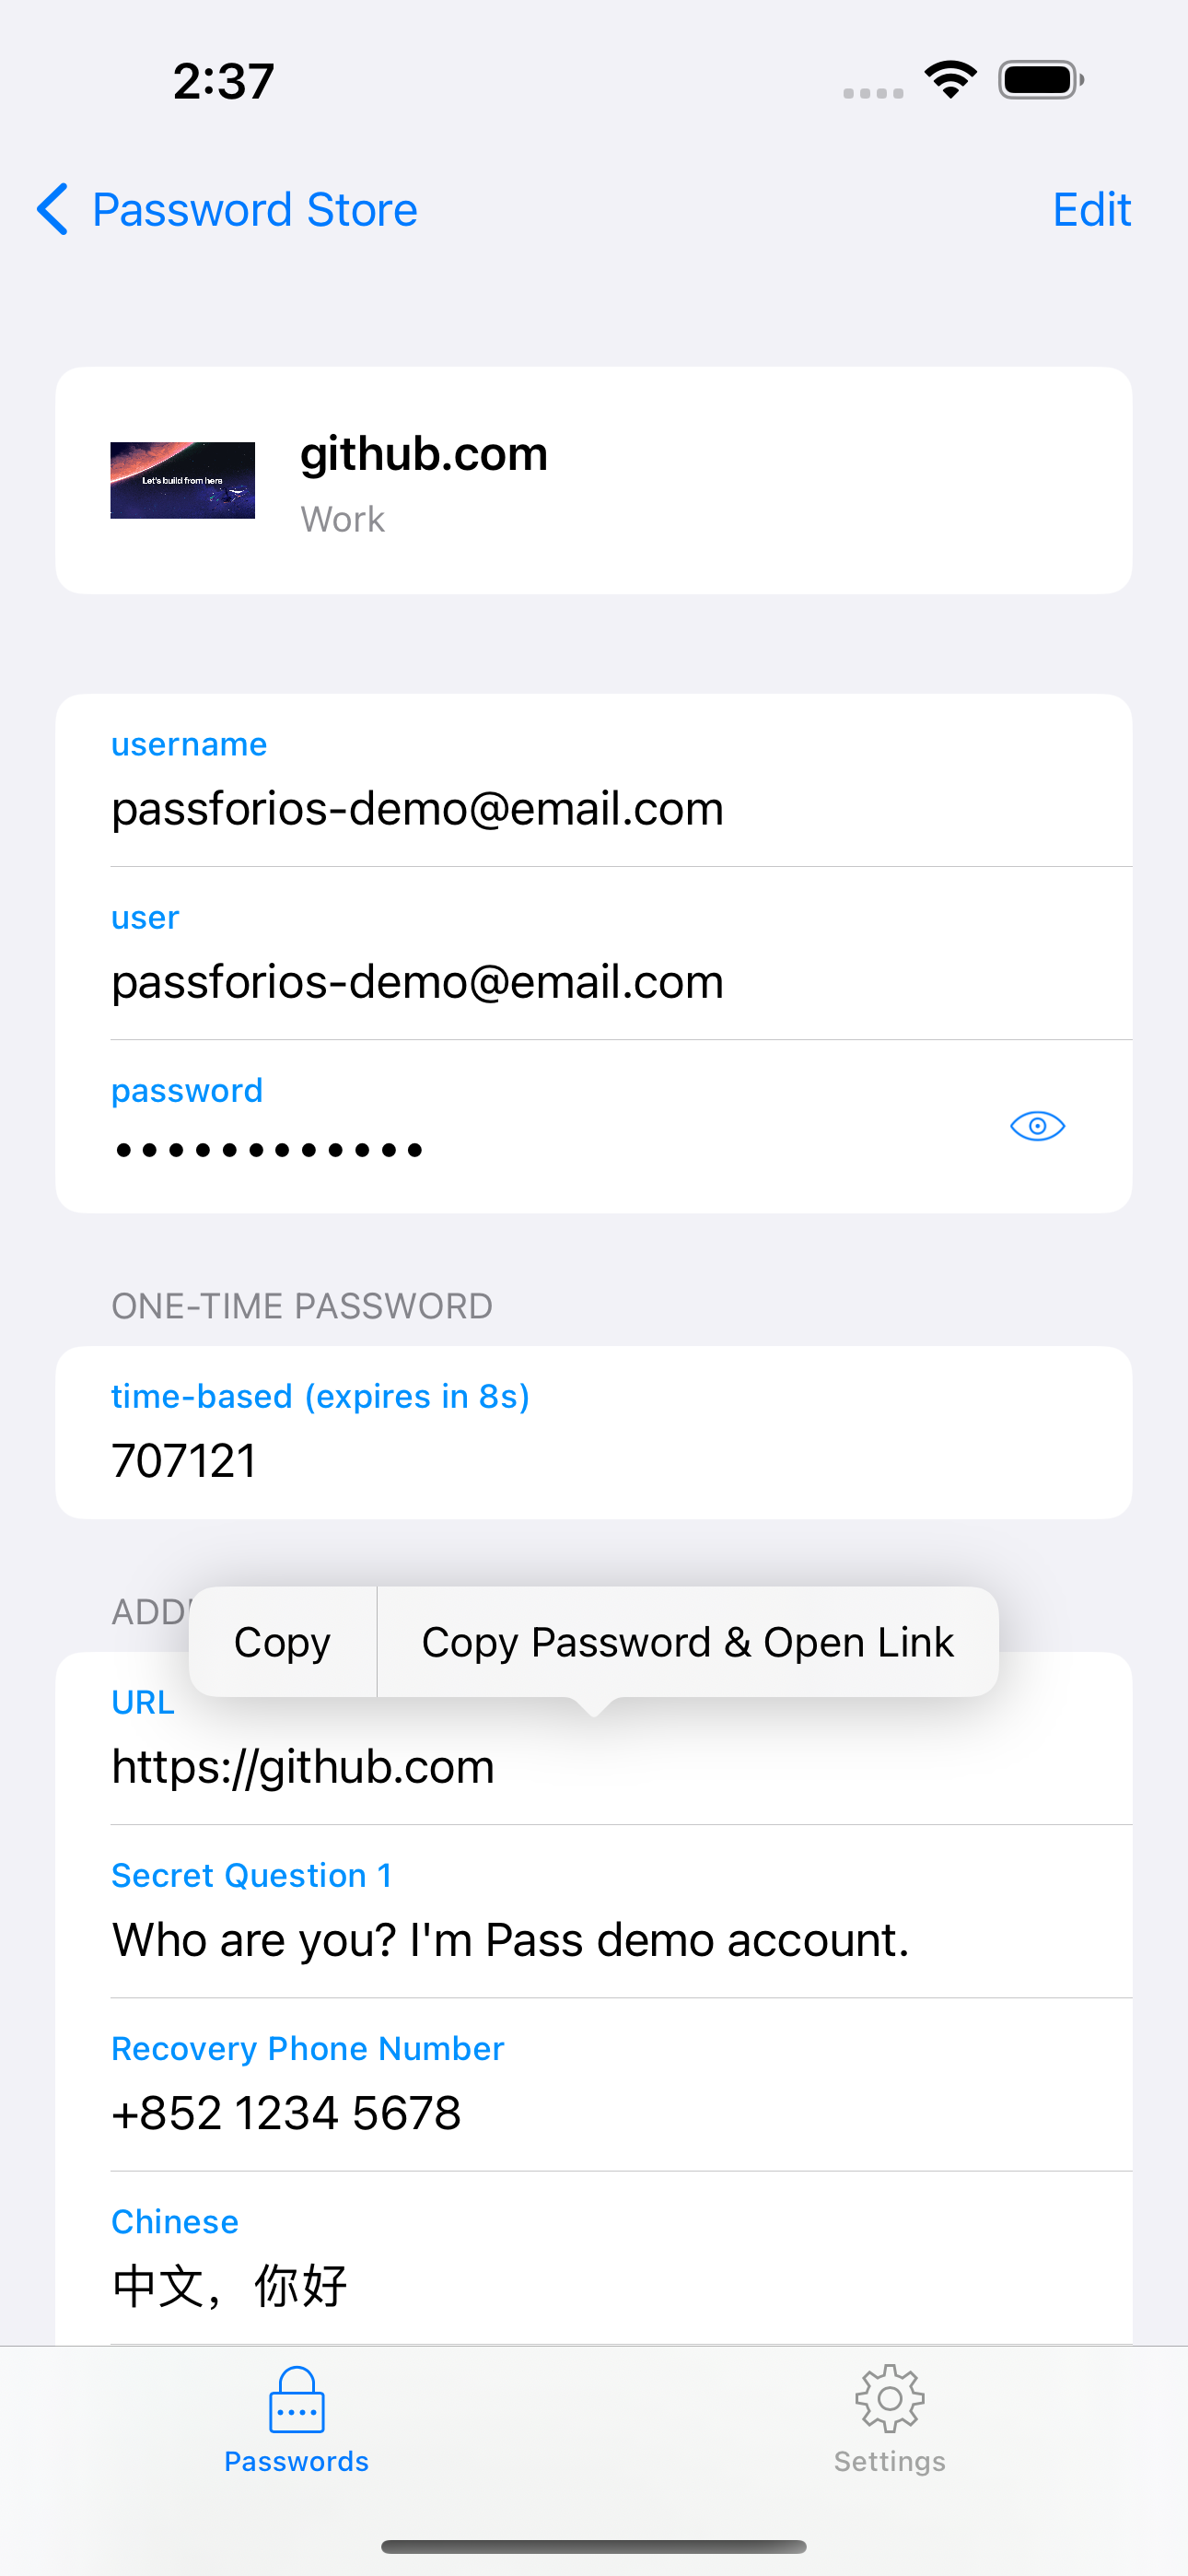 2:37
Password Store
Edit
Let's build from here
github.com
Work
username
passforios-demo@email.com
user
passforios-demo@email.com
password
ONE-TIME PASSWORD
time-based (expires in 8s)
707121
Copy
Copy Password & Open Link
URL
https://github.com
Secret Question 1
Who are you? I'm Pass demo account.
Recovery Phone Number
+852 1234 5678
Chinese
中文，你好
Passwords
Settings